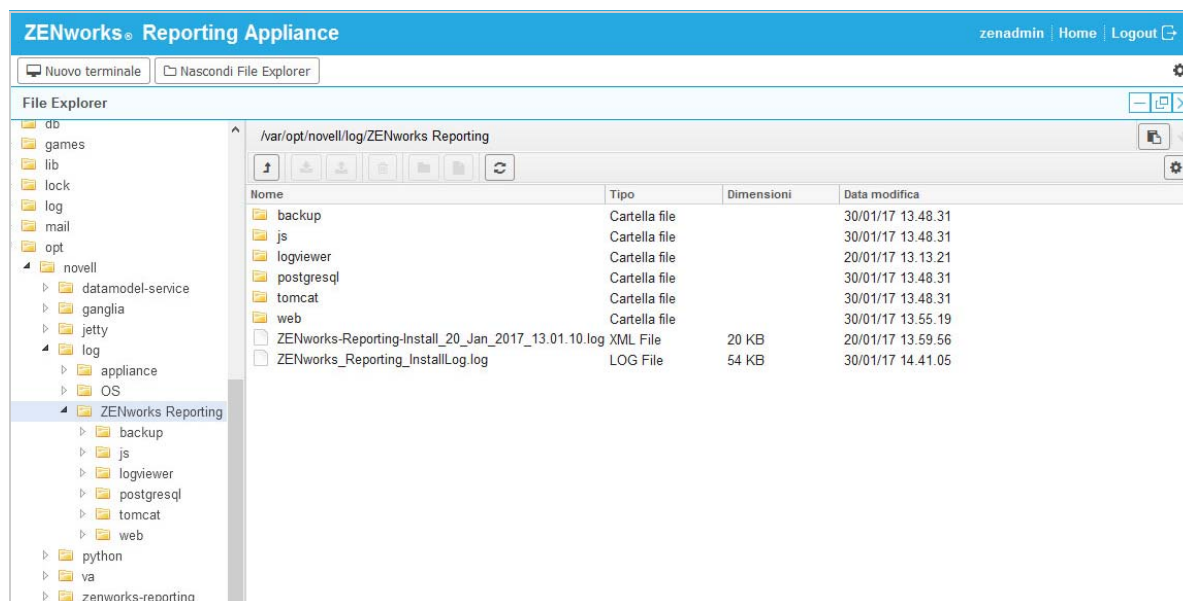 ZENworks® Reporting Appliance
zenadmin Home Logout
Nuovo terminale Nascondi File Explorer
File Explorer
db
games
lib
lock
log
mail
opt
novell
datamodel-service
ganglia
jetty
log
appliance
OS
ZENworks Reporting
backup
js
logviewer
postgresql
tomcat
web
python
va
zenworks-reporting
/var/opt/novell/log/ZENworks Reporting
Nome Tipo Dimensioni Data modifica
backup Cartella file 30/01/17 13.48.31
js Cartella file 30/01/17 13.48.31
logviewer Cartella file 20/01/17 13.13.21
postgresql Cartella file 30/01/17 13.48.31
tomcat Cartella file 30/01/17 13.48.31
web Cartella file 30/01/17 13.55.19
ZENworks-Reporting-Install_20_Jan_2017_13.01.10.log XML File 20 KB 20/01/17 13.59.56
ZENworks_Reporting_InstallLog.log LOG File 54 KB 30/01/17 14.41.05